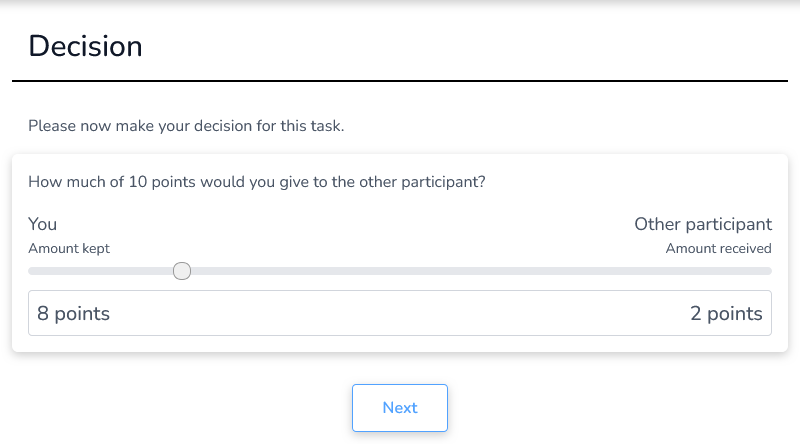 Decision
Please now make your decision for this task.
How much of 10 points would you give to the other participant?
You Other participant
Amount kept Amount received
8 points 2 points
Next